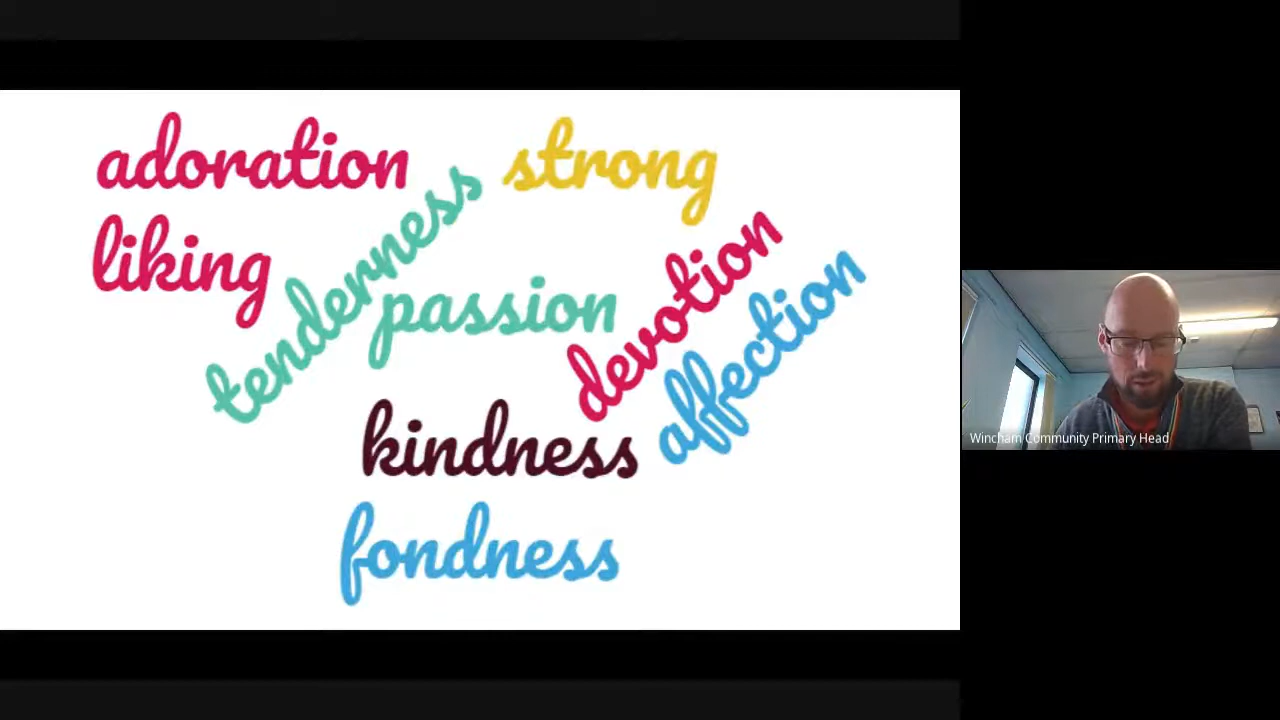 adoration
strong
liking
tenderness
passion
devotion
affection
kindness
fondness
Wincham Community Primary Head